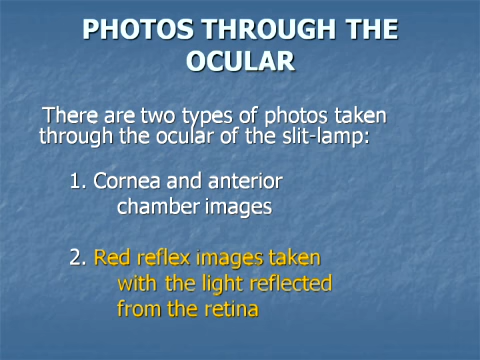 PHOTOS THROUGH THE
OCULAR
There are two types of photos taken
through the ocular of the slit-lamp:
1. Cornea and anterior
chamber images
2. Red reflex images taken
with the light reflected
from the retina